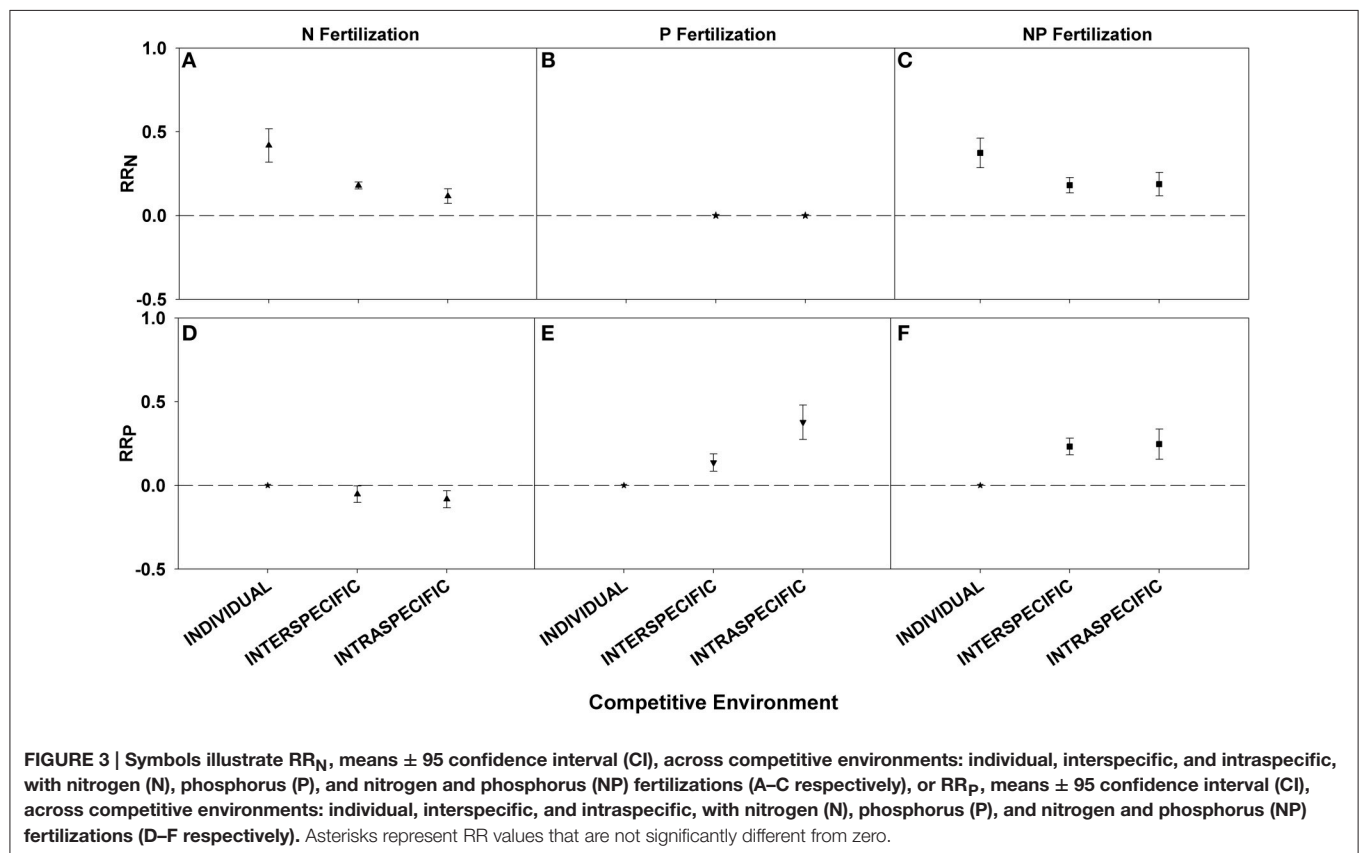 N Fertilization
P Fertilization
NP Fertilization
A
B
C
1.0
0.5
0.0
-0.5
RRN
D
E
F
1.0
0.5
0.0
-0.5
RRP
INDIVIDUAL
INTERSPECIFIC
INTRASPECIFIC
INDIVIDUAL
INTERSPECIFIC
INTRASPECIFIC
INDIVIDUAL
INTERSPECIFIC
INTRASPECIFIC
Competitive Environment
FIGURE 3 | Symbols illustrate RRN, means ± 95 confidence interval (CI), across competitive environments: individual, interspecific, and intraspecific,
with nitrogen (N), phosphorus (P), and nitrogen and phosphorus (NP) fertilizations (A–C respectively), or RRP, means ± 95 confidence interval (CI),
across competitive environments: individual, interspecific, and intraspecific, with nitrogen (N), phosphorus (P), and nitrogen and phosphorus (NP)
fertilizations (D–F respectively). Asterisks represent RR values that are not significantly different from zero.